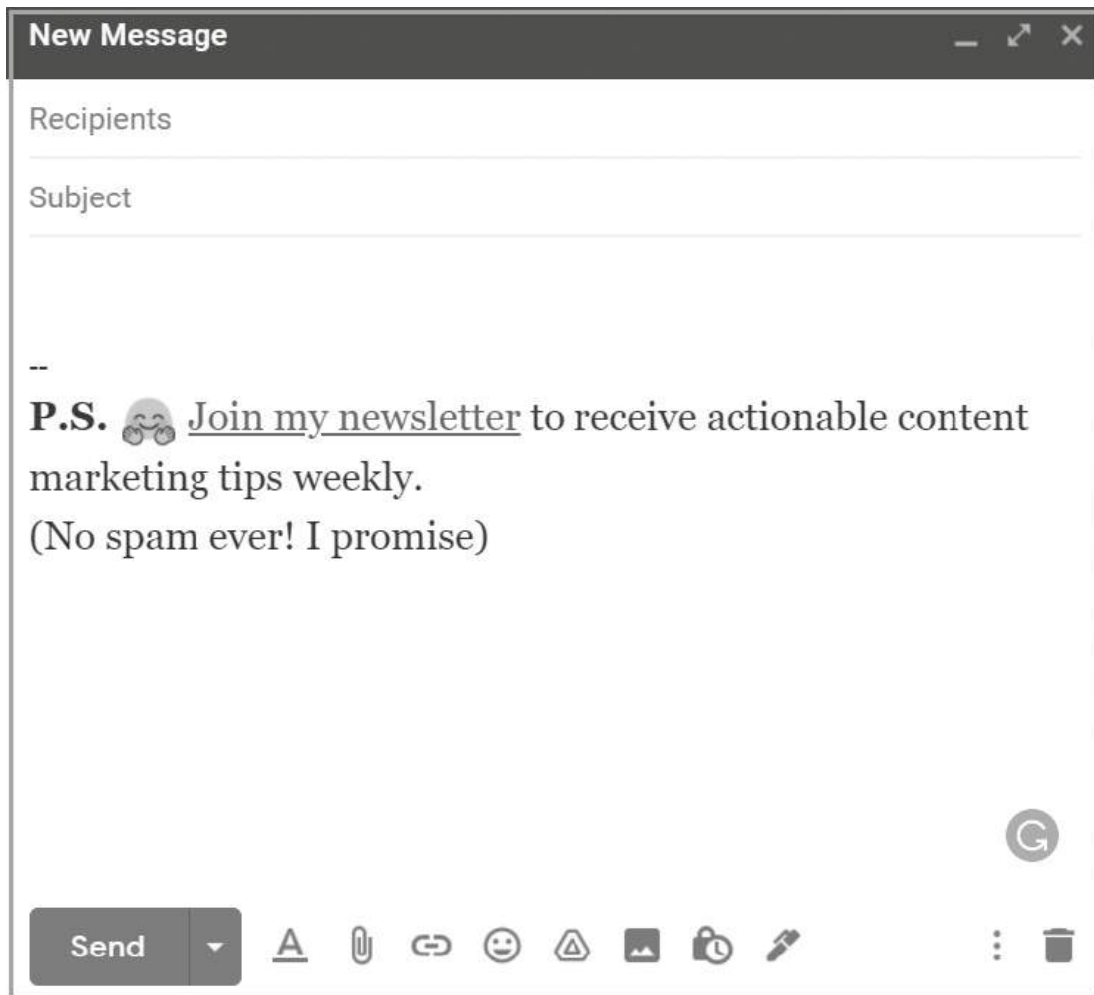 New Message
Recipients
Subject
--
P.S. 🤗 Join my newsletter to receive actionable content
marketing tips weekly.
(No spam ever! I promise)
Send